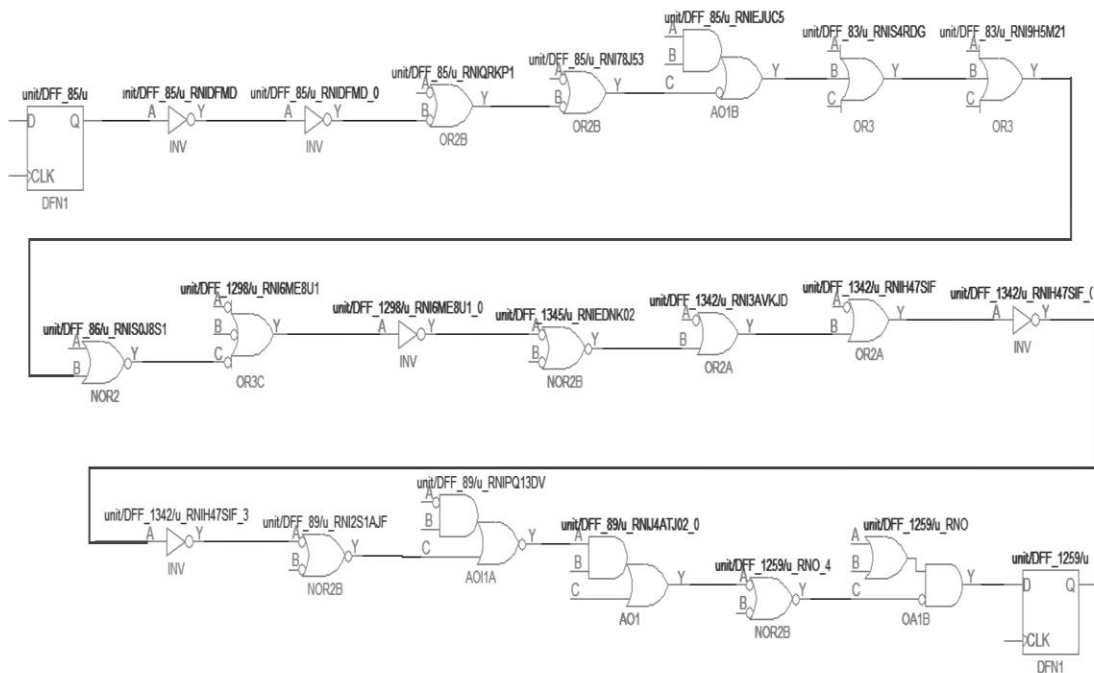 unit/DFF_85/u_RNIEJUC5
unit/DFF_83/u_RNIS4RDG
unit/DFF_83/u_RNI9H5M21
A
A
A
unit/DFF_85/u_RNI78J53
B
Y
B
Y
B
Y
unit/DFF_85/u_RNIQRKP1
unit/DFF_85/u
unit/DFF_85/u_RNIDFMD
unit/DFF_85/u_RNIDFMD_0
A
A
Y
C
C
C
D
Q
A
Y
A
Y
B
Y
B
OR2B
AO1B
OR3
OR3
INV
INV
OR2B
CLK
DFN1
unit/DFF_1298/u_RNI6ME8U1
unit/DFF_1342/u_RNIH47SIF
A
unit/DFF_1298/u_RNI6ME8U1_0
unit/DFF_1345/u_RNIEDNK02
unit/DFF_1342/u_RNI3AVKJD
A
unit/DFF_1342/u_RNIH47SIF_0
unit/DFF_86/u_RNIS0J8S1
B
Y
A
Y
A
A
B
Y
A
Y
A
Y
C
B
Y
B
Y
B
OR3C
INV
NOR2B
OR2A
OR2A
INV
NOR2
unit/DFF_89/u_RNIPQ13DV
A
unit/DFF_1342/u_RNIH47SIF_3
unit/DFF_89/u_RNI2S1AJF
B
Y
unit/DFF_89/u_RNIJ4ATJ02_0
unit/DFF_1259/u_RNO
A
Y
A
Y
C
A
A
B
B
Y
unit/DFF_1259/u_RNO_4
B
Y
unit/DFF_1259/u
INV
NOR2B
AOI1A
C
A
Y
C
D
Q
AO1
B
OA1B
NOR2B
CLK
DFN1